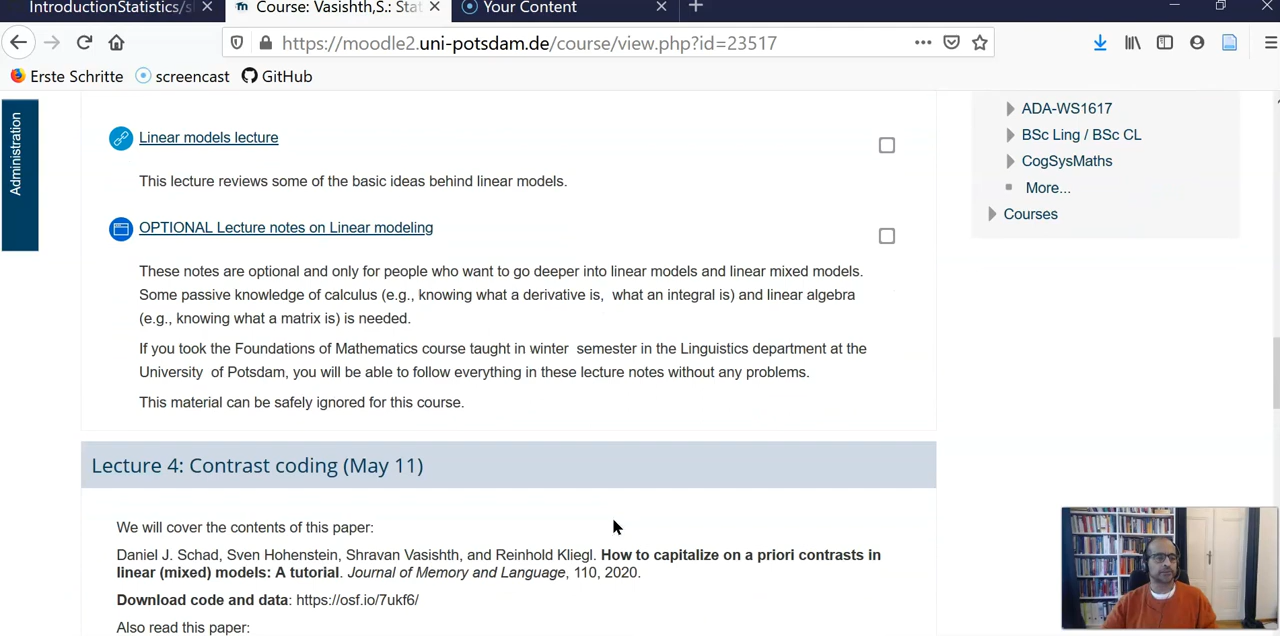 IntroductionStatistics/sl
Course: Vasishth,S.: Stat
Your Content
https://moodle2.uni-potsdam.de/course/view.php?id=23517
Erste Schritte
screencast
GitHub
Administration
Linear models lecture
This lecture reviews some of the basic ideas behind linear models.
OPTIONAL Lecture notes on Linear modeling
These notes are optional and only for people who want to go deeper into linear models and linear mixed models.
Some passive knowledge of calculus (e.g., knowing what a derivative is, what an integral is) and linear algebra
(e.g., knowing what a matrix is) is needed.
If you took the Foundations of Mathematics course taught in winter semester in the Linguistics department at the
University of Potsdam, you will be able to follow everything in these lecture notes without any problems.
This material can be safely ignored for this course.
Lecture 4: Contrast coding (May 11)
We will cover the contents of this paper:
Daniel J. Schad, Sven Hohenstein, Shravan Vasishth, and Reinhold Kliegl. How to capitalize on a priori contrasts in
linear (mixed) models: A tutorial. Journal of Memory and Language, 110, 2020.
Download code and data: https://osf.io/7ukf6/
Also read this paper:
ADA-WS1617
BSc Ling / BSc CL
CogSysMaths
More...
Courses